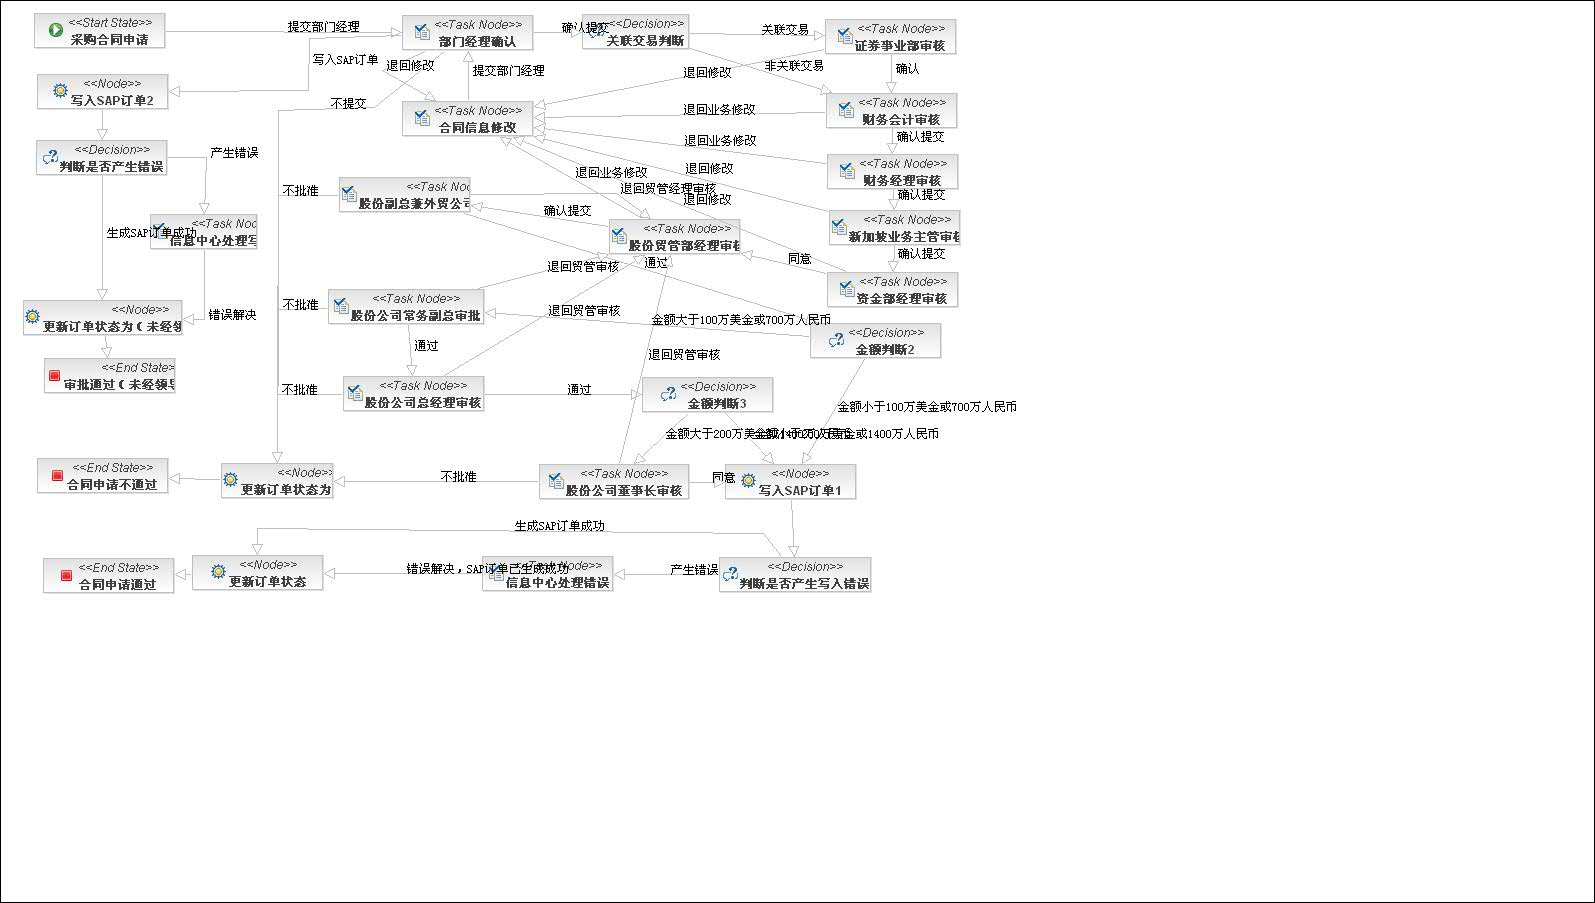 <<Start State>>
采购合同申请
提交部门经理
<<Task Node>>
部门经理确认
确认提交
<<Decision>>
关联交易判断
关联交易
<<Task Node>>
证券事业部审核
写入SAP订单
退回修改
提交部门经理
退回修改
非关联交易
确认
<<Node>>
写入SAP订单2
不提交
<<Task Node>>
合同信息修改
退回业务修改
<<Task Node>>
财务会计审核
<<Decision>>
判断是否产生错误
产生错误
退回业务修改
确认提交
<<Task Node>>
财务经理审核
退回业务修改
退回修改
不批准
<<Task No
股份副总兼外贸公司
退回贸管经理审核
退回修改
确认提交
确认提交
<<Task Noc
信息中心处理写
生成SAP订单成功
<<Task Node>>
股份贸管部经理审核
<<Task Node>>
新加坡业务主管审核
退回贸管审核
通过
同意
确认提交
<<Task Node>>
资金部经理审核
<<Node>>
更新订单状态为（未经领
错误解决
不批准
<<Task Node>>
股份公司常务副总审批
退回贸管审核
金额大于100万美金或700万人民币
<<Decision>>
金额判断2
通过
退回贸管审核
<<End State>
审批通过（未经领导
不批准
<<Task Node>>
股份公司总经理审核
通过
<<Decision>>
金额判断3
金额小于100万美金或700万人民币
金额大于200万美金或1400万人民币
金额小于200万美金或1400万人民币
<<End State>>
合同申请不通过
<<Node>>
更新订单状态为
不批准
<<Task Node>>
股份公司董事长审核
同意
<<Node>>
写入SAP订单1
生成SAP订单成功
<<End State>>
合同申请通过
<<Node>>
更新订单状态
错误解决，SAP订单已生成成功
<<Task Node>>
信息中心处理错误
产生错误
<<Decision>>
判断是否产生写入错误